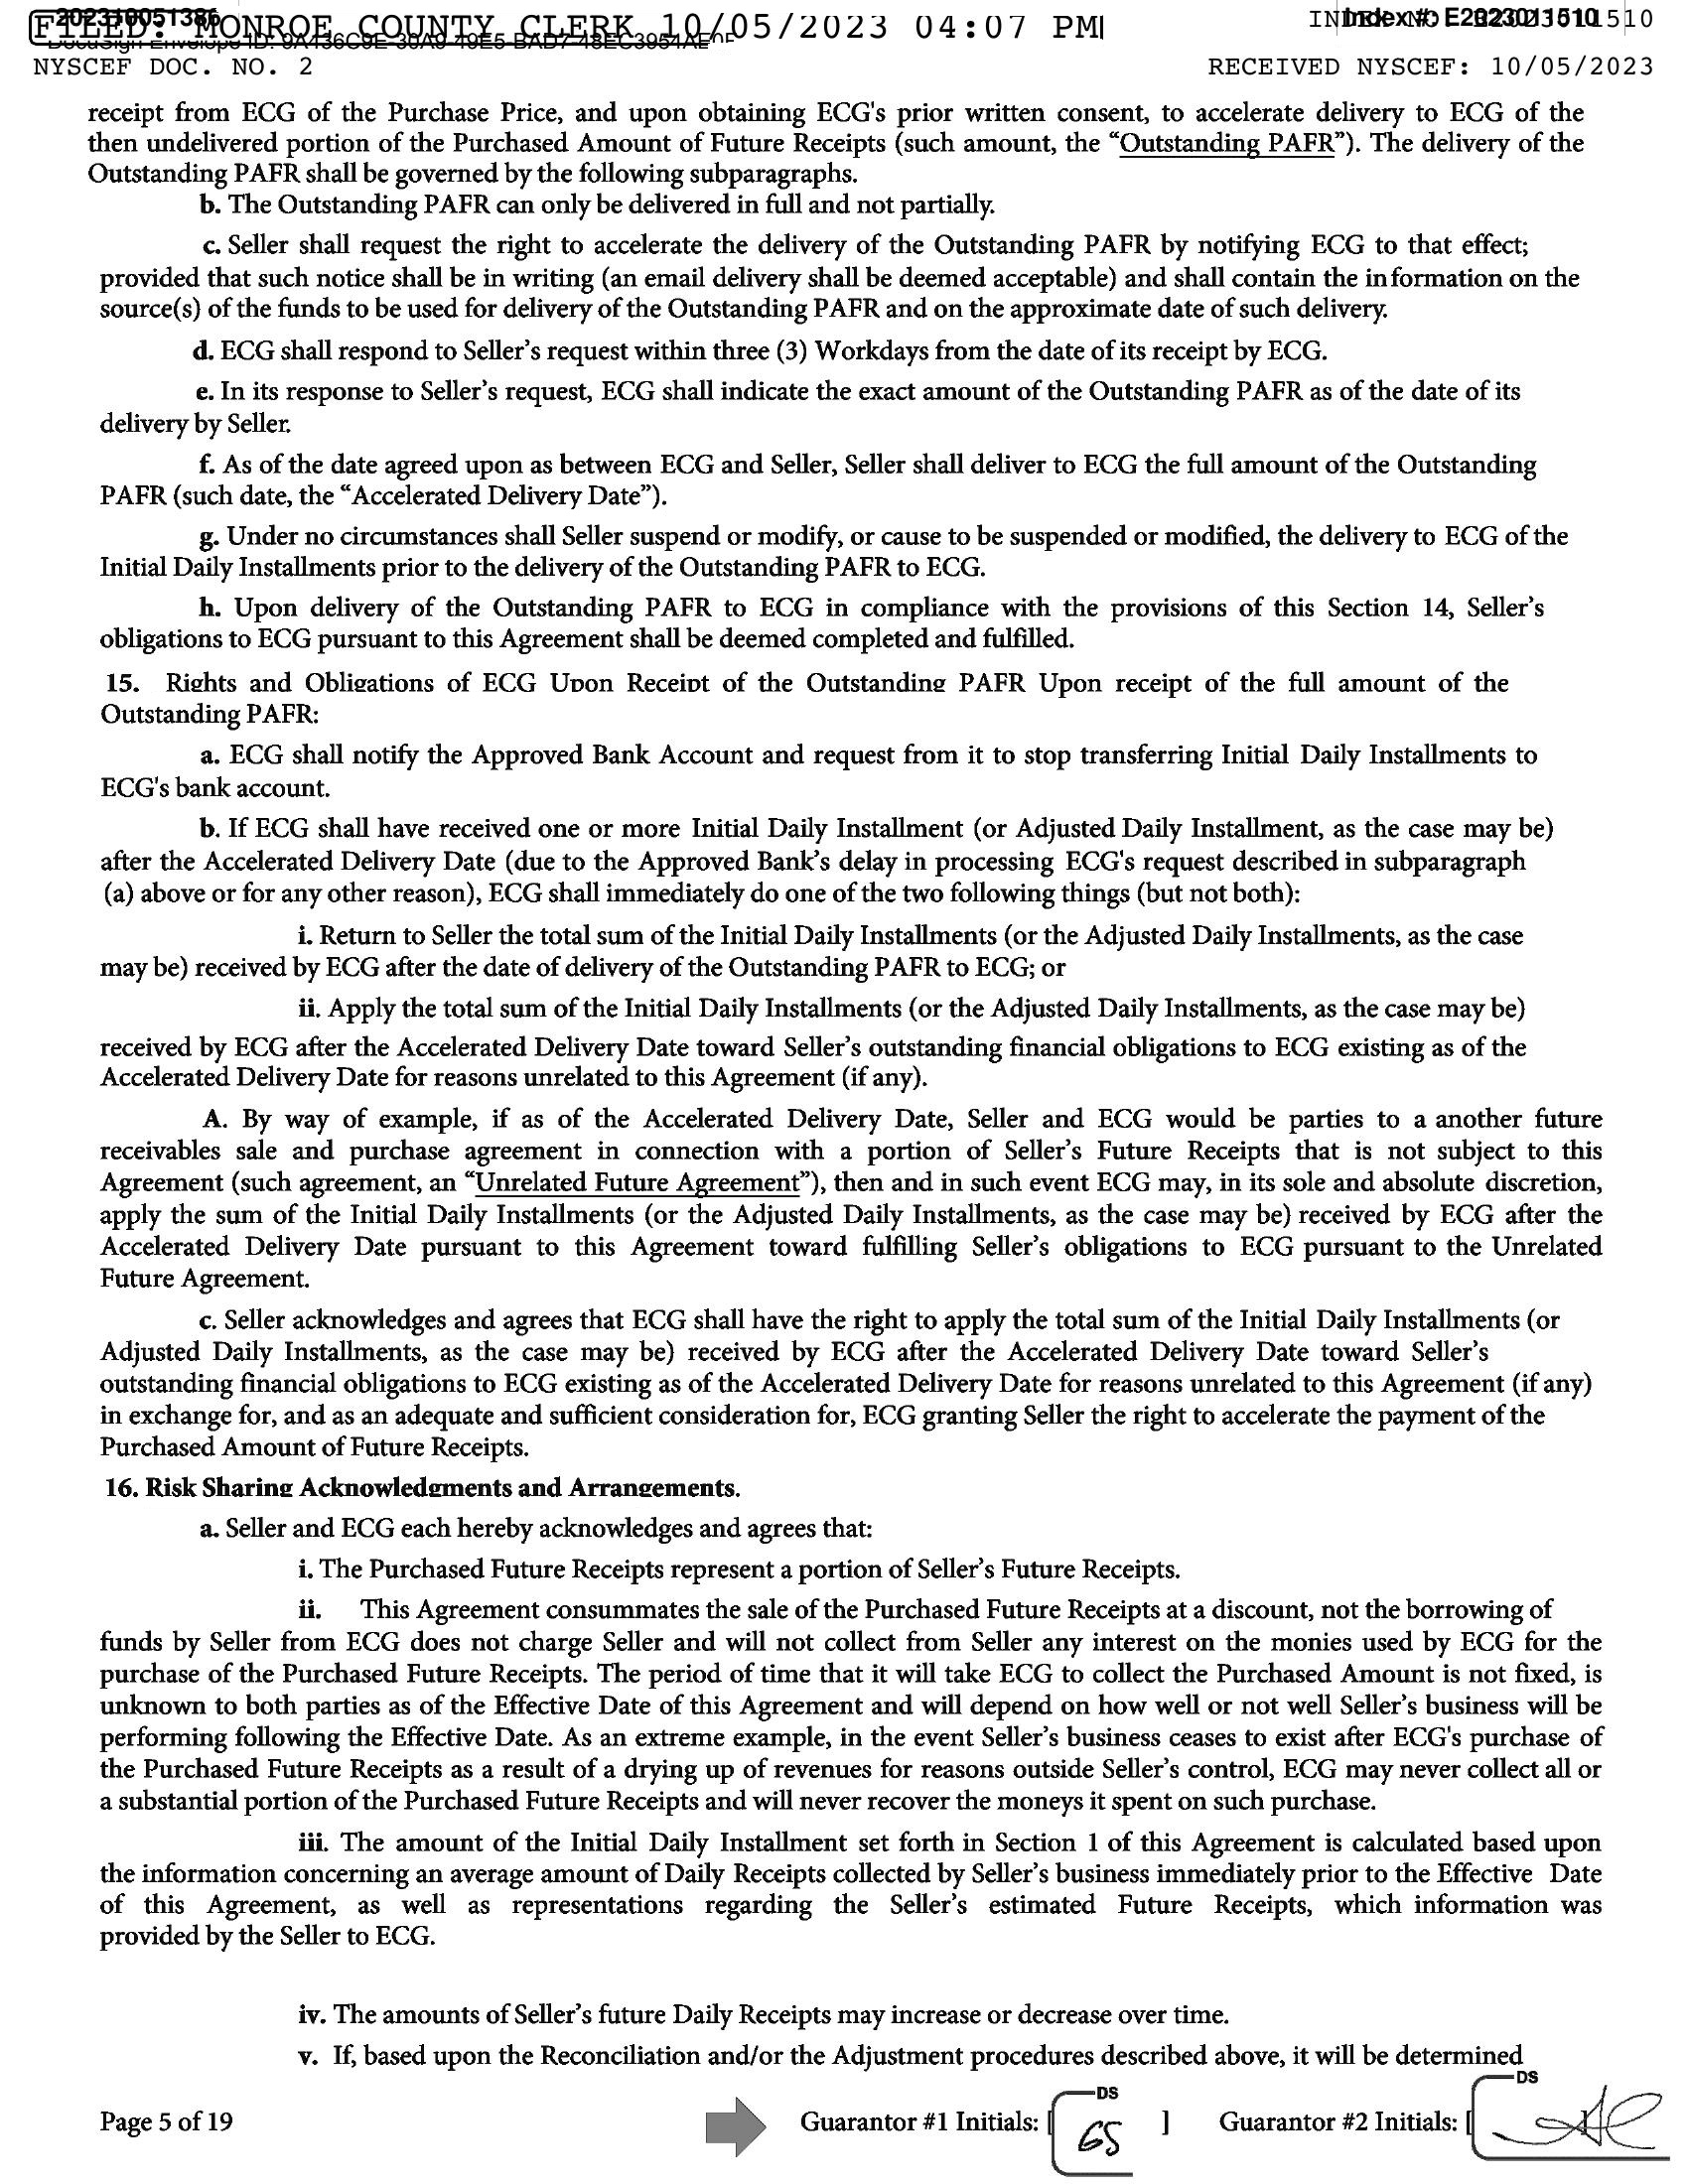 FILED: MONROE COUNTY CLERK 10/05/2023 04:07 PM
202310051386
Index #: E2023011510
NYSCEF DOC. NO. 2
RECEIVED NYSCEF: 10/05/2023
receipt from ECG of the Purchase Price, and upon obtaining ECG's prior written consent, to accelerate delivery to ECG of the
then undelivered portion of the Purchased Amount of Future Receipts (such amount, the “Outstanding PAFR”). The delivery of the
Outstanding PAFR shall be governed by the following subparagraphs.
b. The Outstanding PAFR can only be delivered in full and not partially.
c. Seller shall request the right to accelerate the delivery of the Outstanding PAFR by notifying ECG to that effect;
provided that such notice shall be in writing (an email delivery shall be deemed acceptable) and shall contain the information on the
source(s) of the funds to be used for delivery of the Outstanding PAFR and on the approximate date of such delivery.
d. ECG shall respond to Seller’s request within three (3) Workdays from the date of its receipt by ECG.
e. In its response to Seller’s request, ECG shall indicate the exact amount of the Outstanding PAFR as of the date of its
delivery by Seller.
f. As of the date agreed upon as between ECG and Seller, Seller shall deliver to ECG the full amount of the Outstanding
PAFR (such date, the “Accelerated Delivery Date”).
g. Under no circumstances shall Seller suspend or modify, or cause to be suspended or modified, the delivery to ECG of the
Initial Daily Installments prior to the delivery of the Outstanding PAFR to ECG.
h. Upon delivery of the Outstanding PAFR to ECG in compliance with the provisions of this Section 14, Seller’s
obligations to ECG pursuant to this Agreement shall be deemed completed and fulfilled.
15. Rights and Obligations of ECG Upon Receipt of the Outstanding PAFR Upon receipt of the full amount of the
Outstanding PAFR:
a. ECG shall notify the Approved Bank Account and request from it to stop transferring Initial Daily Installments to
ECG's bank account.
b. If ECG shall have received one or more Initial Daily Installment (or Adjusted Daily Installment, as the case may be)
after the Accelerated Delivery Date (due to the Approved Bank’s delay in processing ECG's request described in subparagraph
(a) above or for any other reason), ECG shall immediately do one of the two following things (but not both):
i. Return to Seller the total sum of the Initial Daily Installments (or the Adjusted Daily Installments, as the case
may be) received by ECG after the date of delivery of the Outstanding PAFR to ECG; or
ii. Apply the total sum of the Initial Daily Installments (or the Adjusted Daily Installments, as the case may be)
received by ECG after the Accelerated Delivery Date toward Seller’s outstanding financial obligations to ECG existing as of the
Accelerated Delivery Date for reasons unrelated to this Agreement (if any).
A. By way of example, if as of the Accelerated Delivery Date, Seller and ECG would be parties to a another future
receivables sale and purchase agreement in connection with a portion of Seller’s Future Receipts that is not subject to this
Agreement (such agreement, an “Unrelated Future Agreement”), then and in such event ECG may, in its sole and absolute discretion,
apply the sum of the Initial Daily Installments (or the Adjusted Daily Installments, as the case may be) received by ECG after the
Accelerated Delivery Date pursuant to this Agreement toward fulfilling Seller’s obligations to ECG pursuant to the Unrelated
Future Agreement.
c. Seller acknowledges and agrees that ECG shall have the right to apply the total sum of the Initial Daily Installments (or
Adjusted Daily Installments, as the case may be) received by ECG after the Accelerated Delivery Date toward Seller’s
outstanding financial obligations to ECG existing as of the Accelerated Delivery Date for reasons unrelated to this Agreement (if any)
in exchange for, and as an adequate and sufficient consideration for, ECG granting Seller the right to accelerate the payment of the
Purchased Amount of Future Receipts.
16. Risk Sharing Acknowledgments and Arrangements.
a. Seller and ECG each hereby acknowledges and agrees that:
i. The Purchased Future Receipts represent a portion of Seller’s Future Receipts.
ii. This Agreement consummates the sale of the Purchased Future Receipts at a discount, not the borrowing of
funds by Seller from ECG does not charge Seller and will not collect from Seller any interest on the monies used by ECG for the
purchase of the Purchased Future Receipts. The period of time that it will take ECG to collect the Purchased Amount is not fixed, is
unknown to both parties as of the Effective Date of this Agreement and will depend on how well or not well Seller’s business will be
performing following the Effective Date. As an extreme example, in the event Seller’s business ceases to exist after ECG's purchase of
the Purchased Future Receipts as a result of a drying up of revenues for reasons outside Seller’s control, ECG may never collect all or
a substantial portion of the Purchased Future Receipts and will never recover the moneys it spent on such purchase.
iii. The amount of the Initial Daily Installment set forth in Section 1 of this Agreement is calculated based upon
the information concerning an average amount of Daily Receipts collected by Seller’s business immediately prior to the Effective Date
of this Agreement, as well as representations regarding the Seller’s estimated Future Receipts, which information was
provided by the Seller to ECG.
iv. The amounts of Seller’s future Daily Receipts may increase or decrease over time.
v. If, based upon the Reconciliation and/or the Adjustment procedures described above, it will be determined
Page 5 of 19
Guarantor #1 Initials: [ DS GS ]
Guarantor #2 Initials: [ DS